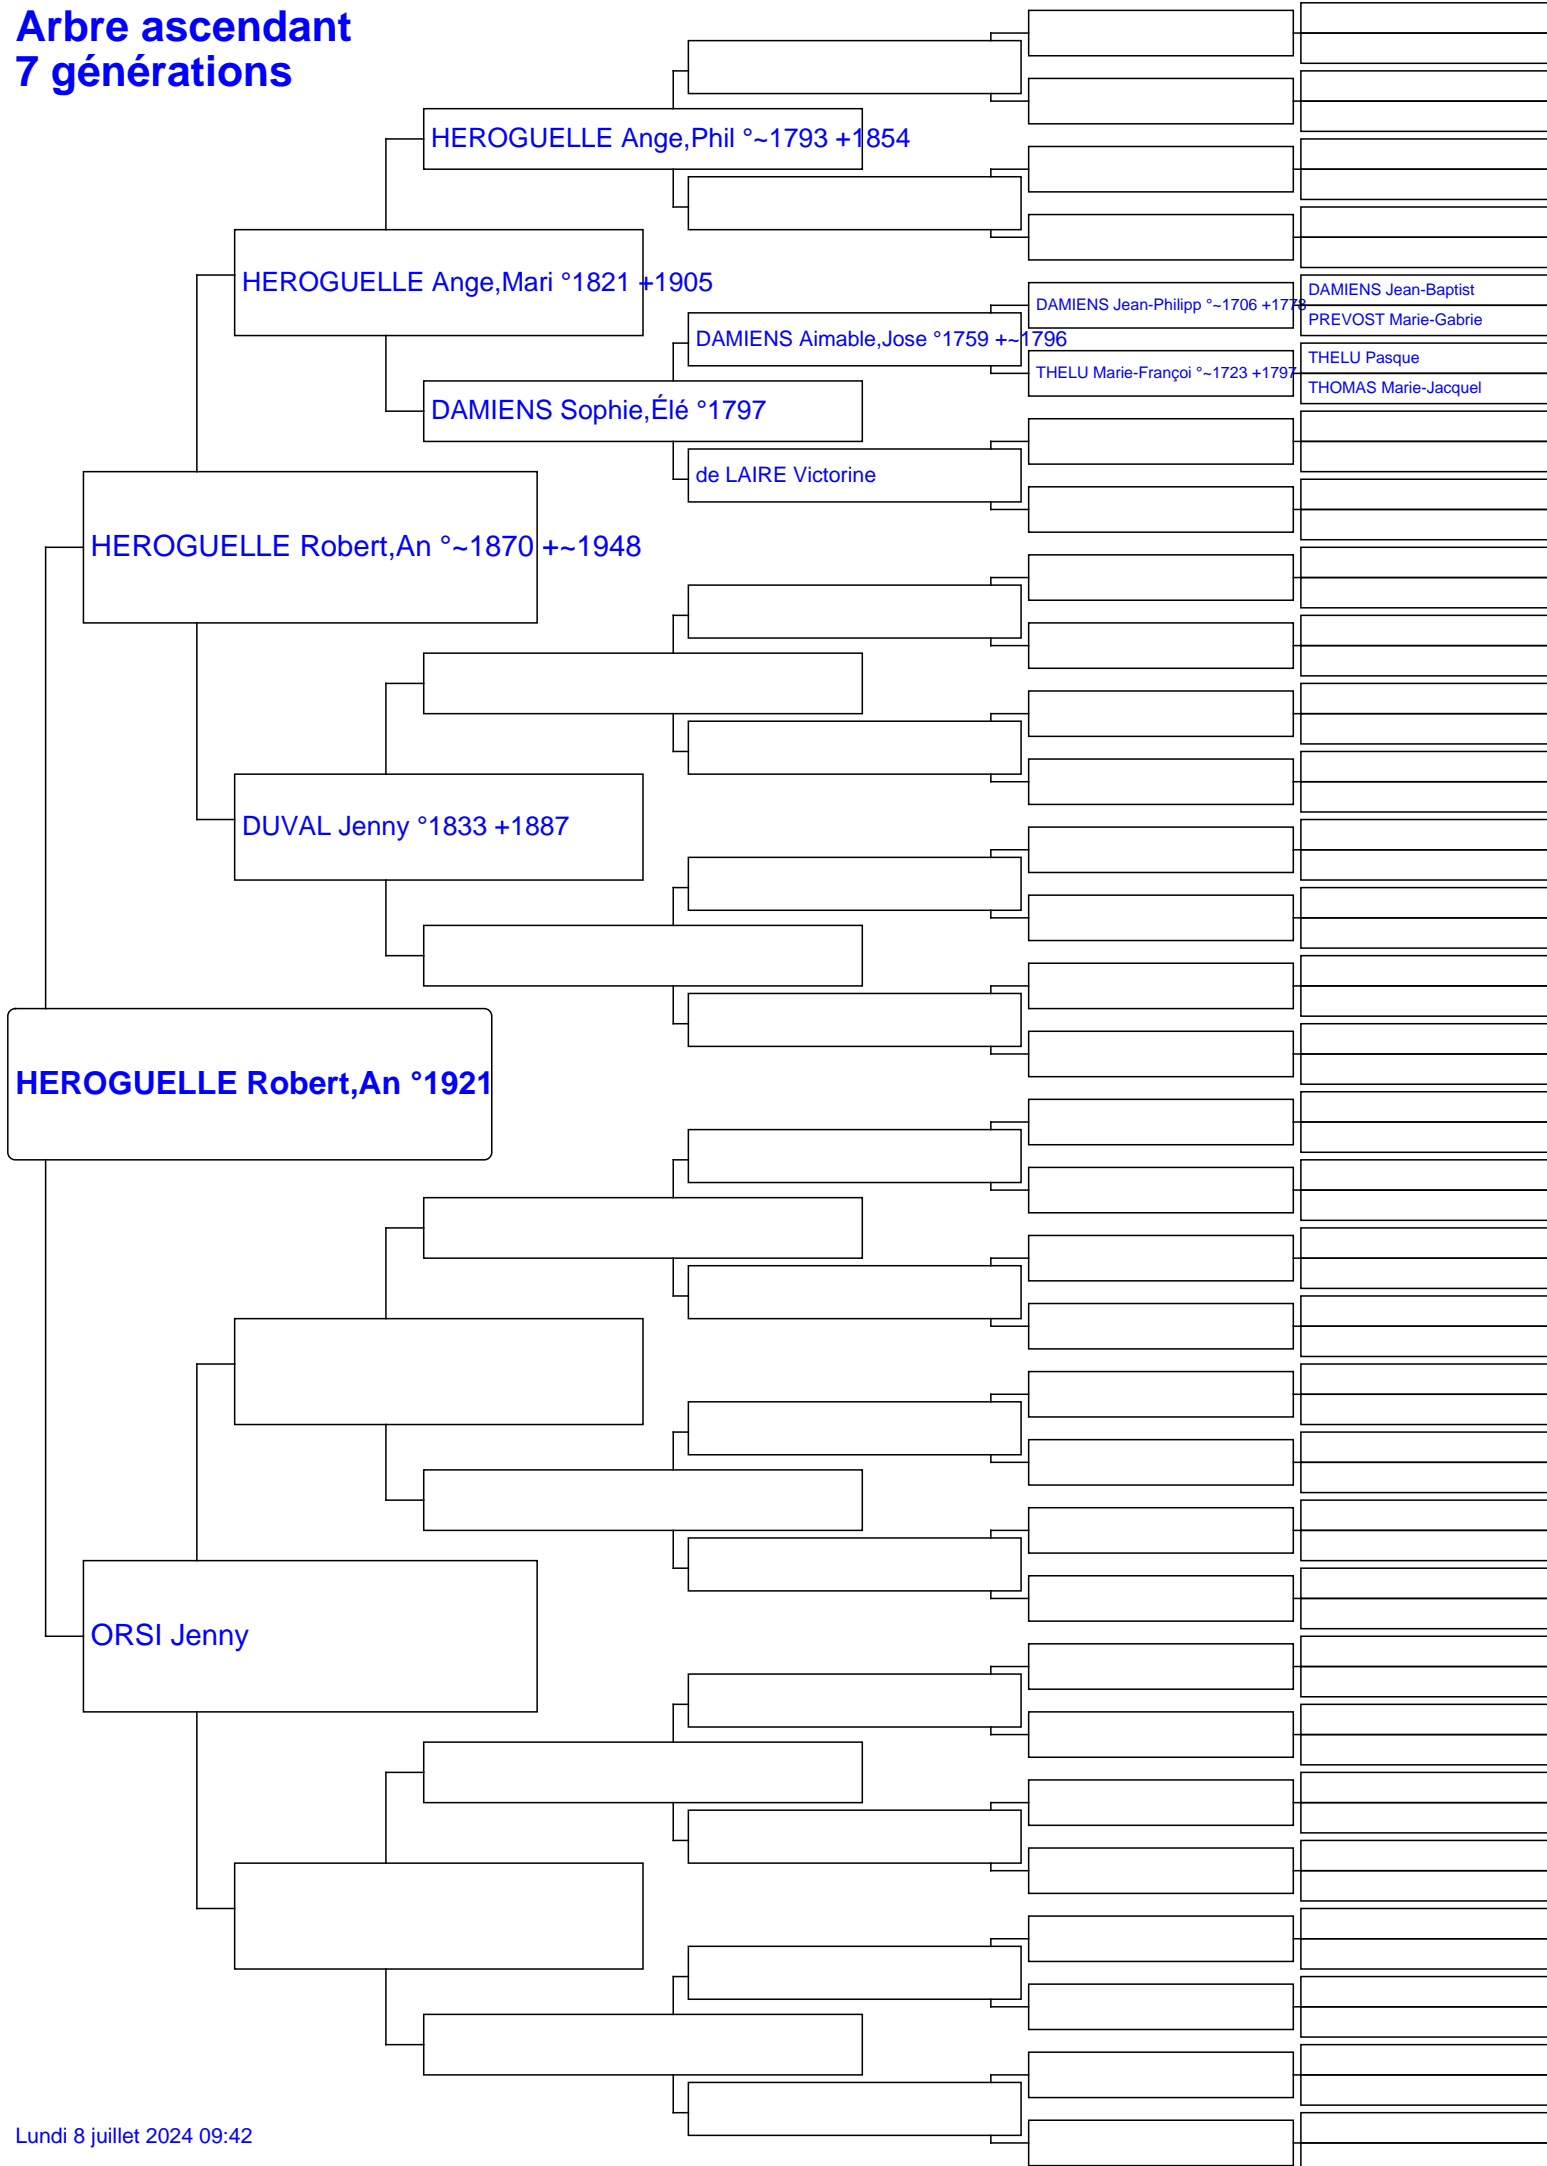 Arbre ascendant
7 générations
HEROGUELLE Ange,Phil °~1793 +1854
HEROGUELLE Ange,Mari °1821 +1905
DAMIENS Jean-Baptist
DAMIENS Jean-Philipp °~1706 +1778
PREVOST Marie-Gabrie
DAMIENS Aimable,Jose °1759 +~1796
THELU Pasque
THELU Marie-Françoi °~1723 +1797
THOMAS Marie-Jacquel
DAMIENS Sophie,Élé °1797
de LAIRE Victorine
HEROGUELLE Robert,An °~1870 +~1948
DUVAL Jenny °1833 +1887
HEROGUELLE Robert,An °1921
ORSI Jenny
Lundi 8 juillet 2024 09:42